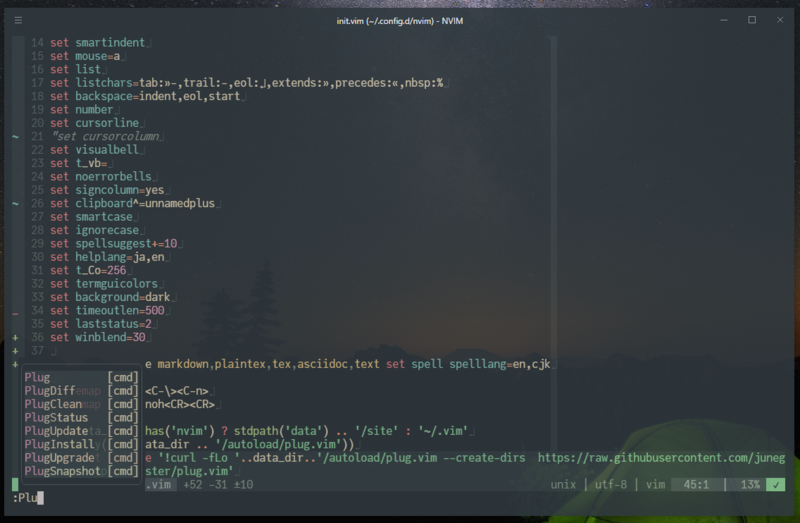 init.vim (~/.config.d/nvim) - NVIM
14 set smartindent
15 set mouse=a
16 set list
17 set listchars=tab:»-,trail:-,eol:↲,extends:»,precedes:«,nbsp:%
18 set backspace=indent,eol,start
19 set number
20 set cursorline
~ 21 "set cursorcolumn
22 set visualbell
23 set t_vb=
24 set noerrorbells
25 set signcolumn=yes
~ 26 set clipboard^=unnamedplus
27 set smartcase
28 set ignorecase
29 set spellsuggest+=10
30 set helplang=ja,en
31 set t_Co=256
32 set termguicolors
33 set background=dark
_ 34 set timeoutlen=500
35 set laststatus=2
+ 36 set winblend=30
+ 37
+ e markdown,plaintex,tex,asciidoc,text set spell spelllang=en,cjk
Plug [cmd]
PlugDiff [cmd] <C-\><C-n>
PlugClean [cmd] noh<CR><CR>
PlugStatus [cmd]
PlugUpdate [cmd] has('nvim') ? stdpath('data') .. '/site' : '~/.vim'
PlugInstall [cmd] ata_dir .. '/autoload/plug.vim'))
PlugUpgrade [cmd] e '!curl -fLo '..data_dir..'/autoload/plug.vim --create-dirs https://raw.githubusercontent.com/juneg
PlugSnapshot [cmd] ster/plug.vim'
.vim +52 -31 ±10 unix | utf-8 | vim 45:1 | 13% ✓
:Plu